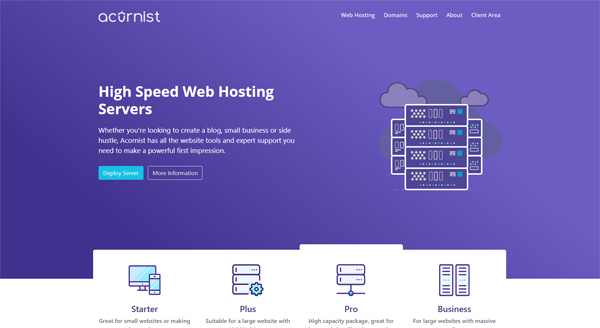 acornist
Web Hosting Domains Support About Client Area
High Speed Web Hosting
Servers
Whether you're looking to create a blog, small business or side
hustle, Acornist has all the website tools and expert support you
need to make a powerful first impression.
Deploy Server More Information
Starter Plus Pro Business
Great for small websites or making Suitable for a large website with High capacity package, great for For large websites with massive